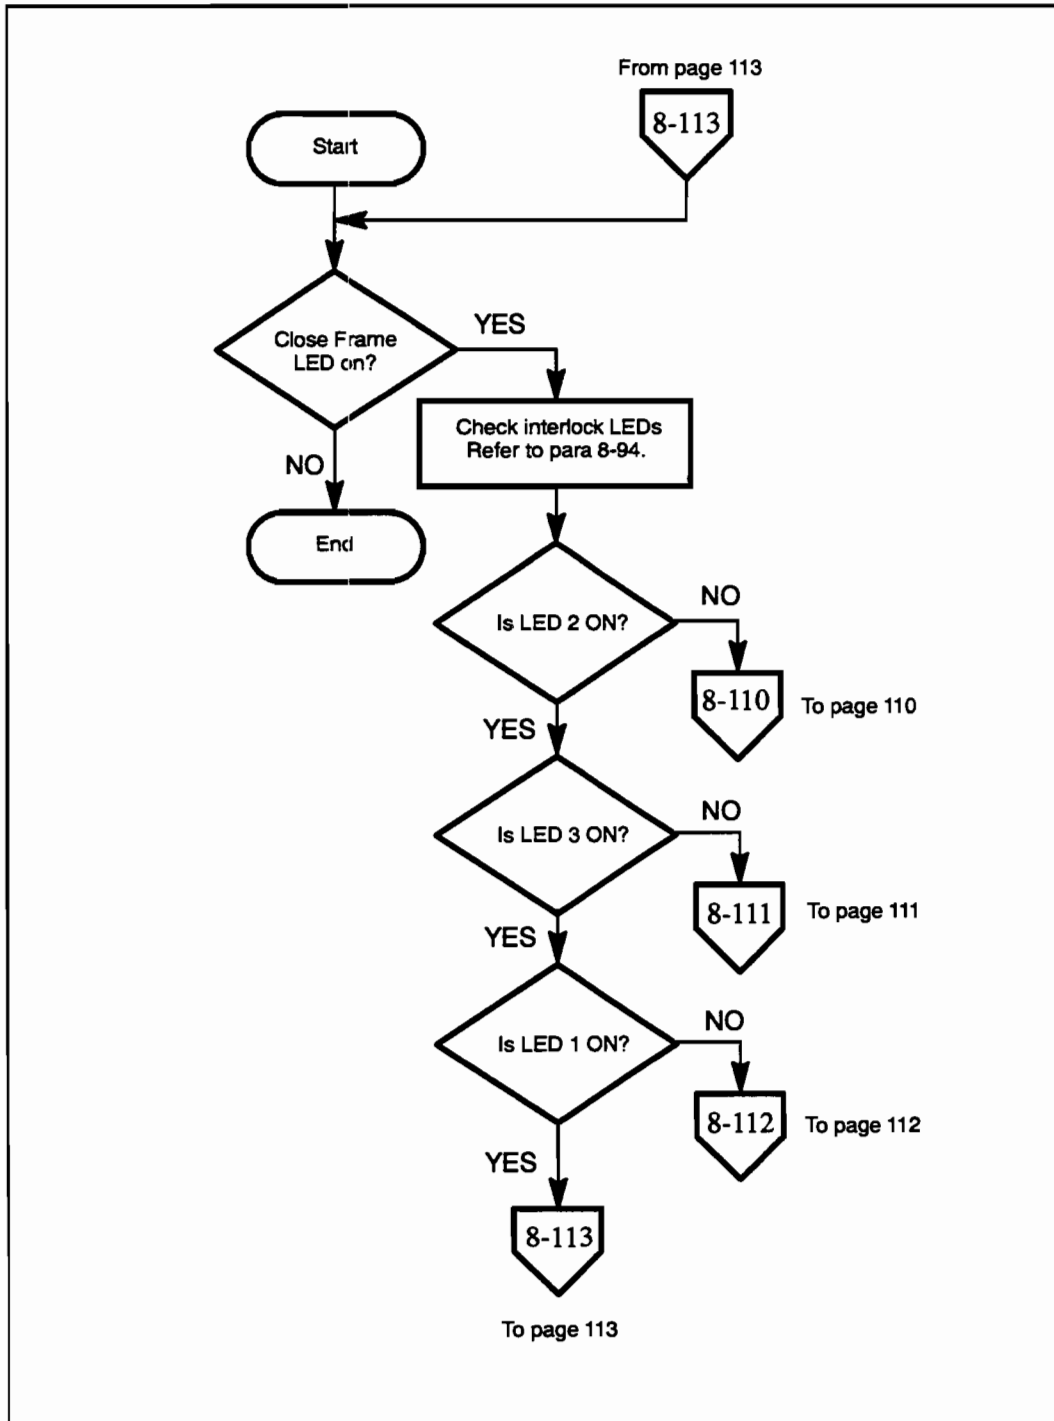 From page 113
8-113
Start
Close Frame
LED on?
YES
NO
Check interlock LEDs
Refer to para 8-94.
End
Is LED 2 ON?
NO
8-110
To page 110
YES
Is LED 3 ON?
NO
8-111
To page 111
YES
Is LED 1 ON?
NO
8-112
To page 112
YES
8-113
To page 113